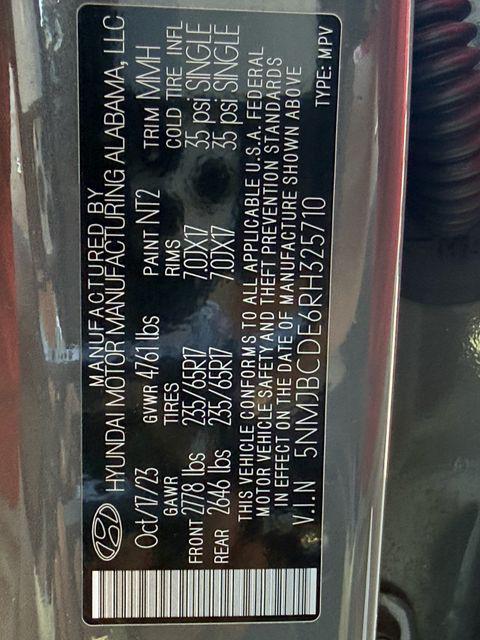 MANUFACTURED BY
HYUNDAI MOTOR MANUFACTURING ALABAMA, LLC
Oct/17/23 GVWR 4761 lbs PAINT NT2 TRIM MMH
GAWR TIRES RIMS COLD TIRE INFL
FRONT 2778 lbs 235/65R17 7.0JX17 35 psi SINGLE
REAR 2646 lbs 235/65R17 7.0JX17 35 psi SINGLE
THIS VEHICLE CONFORMS TO ALL APPLICABLE U.S.A. FEDERAL
MOTOR VEHICLE SAFETY AND THEFT PREVENTION STANDARDS
IN EFFECT ON THE DATE OF MANUFACTURE SHOWN ABOVE
V.I.N 5NMJBCDE6RH325710 TYPE: MPV